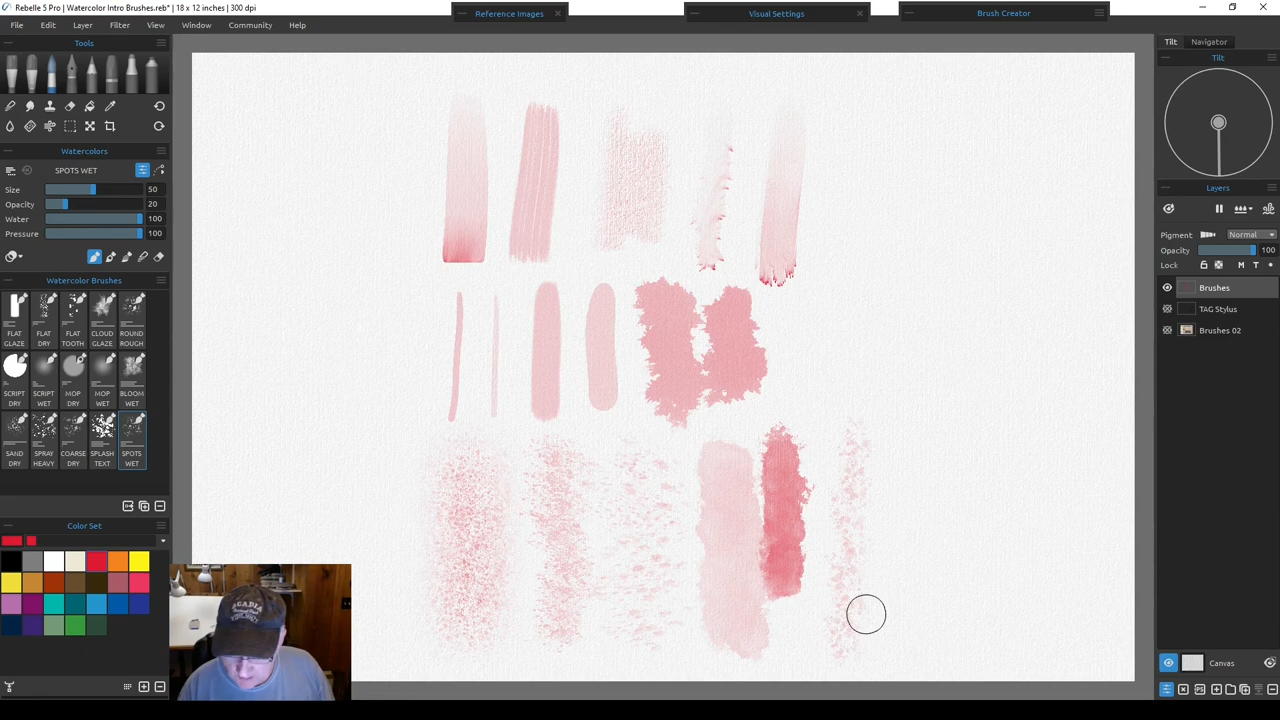 Rebelle 5 Pro | Watercolor Intro Brushes.reb* | 18 x 12 inches | 300 dpi
Reference Images
Visual Settings
Brush Creator
File Edit Layer Filter View Window Community Help
Tools
Watercolors
SPOTS WET
Size 50
Opacity 20
Water 100
Pressure 100
Watercolor Brushes
FLAT GLAZE
FLAT DRY
FLAT TOOTH
CLOUD GLAZE
ROUND ROUGH
SCRIPT DRY
SCRIPT WET
MOP DRY
MOP WET
BLOOM WET
SAND DRY
SPRAY HEAVY
COARSE DRY
SPLASH TEXT
SPOTS WET
Color Set
ACADIA
Tilt Navigator
Tilt
Layers
Pigment Normal
Opacity 100
Lock M T
Brushes
TAG Stylus
Brushes 02
Canvas
PS